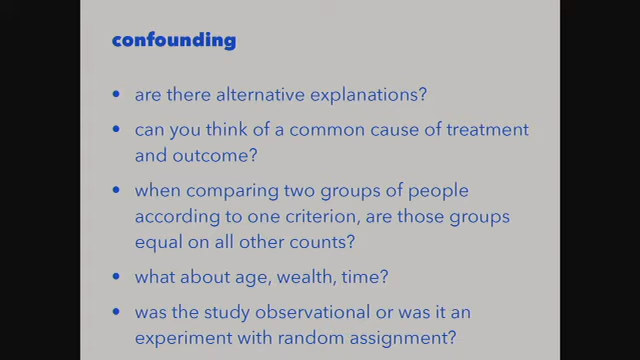 confounding
• are there alternative explanations?
• can you think of a common cause of treatment
and outcome?
• when comparing two groups of people
according to one criterion, are those groups
equal on all other counts?
• what about age, wealth, time?
• was the study observational or was it an
experiment with random assignment?